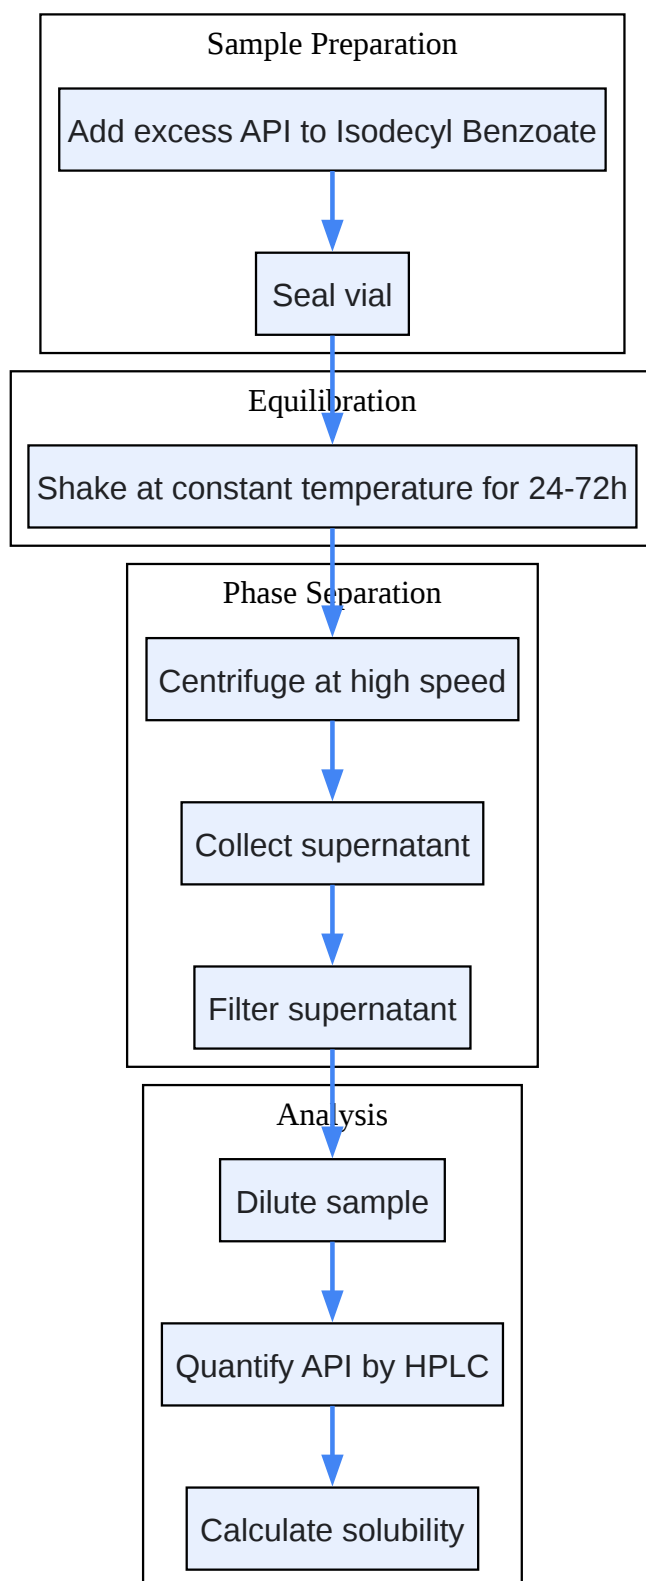 Sample Preparation
Add excess API to Isodecyl Benzoate
Seal vial
Equilibration
Shake at constant temperature for 24-72h
Phase Separation
Centrifuge at high speed
Collect supernatant
Filter supernatant
Analysis
Dilute sample
Quantify API by HPLC
Calculate solubility